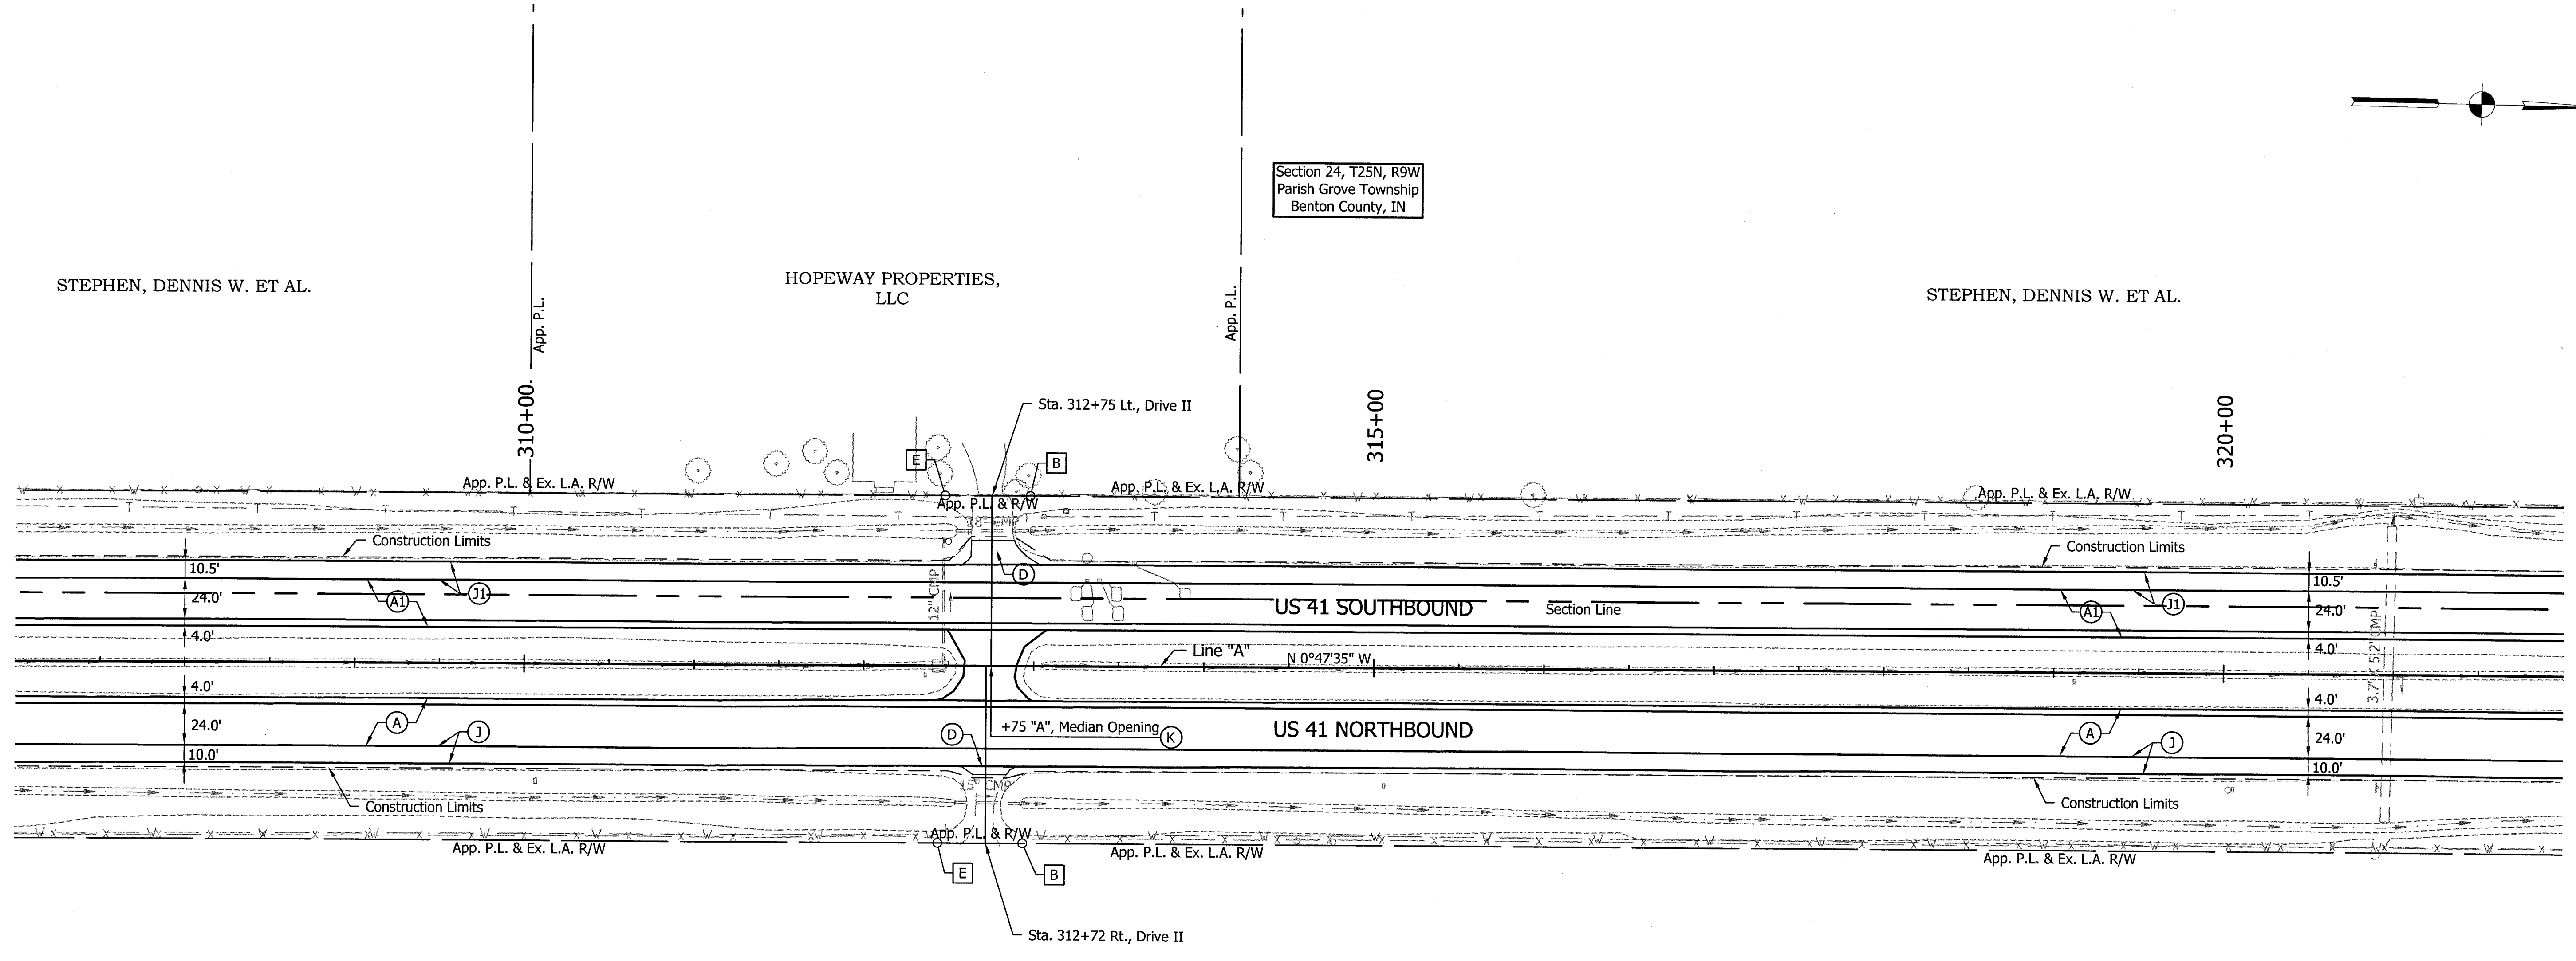 Section 24, T25N, R9W
Parish Grove Township
Benton County, IN
STEPHEN, DENNIS W. ET AL.
HOPEWAY PROPERTIES,
LLC
STEPHEN, DENNIS W. ET AL.
App. P.L.
App. P.L.
310+00
315+00
320+00
Sta. 312+75 Lt., Drive II
E
B
App. P.L. & Ex. L.A. R/W
App. P.L. & Ex. L.A. R/W
App. P.L. & Ex. L.A. R/W
App. P.L. & R/W
18" CMP
Construction Limits
Construction Limits
10.5'
24.0'
4.0'
A1
J1
12" CMP
D
US 41 SOUTHBOUND
Section Line
A1
J1
10.5'
24.0'
4.0'
3.7' X 5.2' CMP
Line "A"
N 0°47'35" W
4.0'
24.0'
10.0'
A
J
D
+75 "A", Median Opening
K
US 41 NORTHBOUND
A
J
4.0'
24.0'
10.0'
Construction Limits
15" CMP
Construction Limits
App. P.L. & R/W
App. P.L. & Ex. L.A. R/W
App. P.L. & Ex. L.A. R/W
App. P.L. & Ex. L.A. R/W
E
B
Sta. 312+72 Rt., Drive II